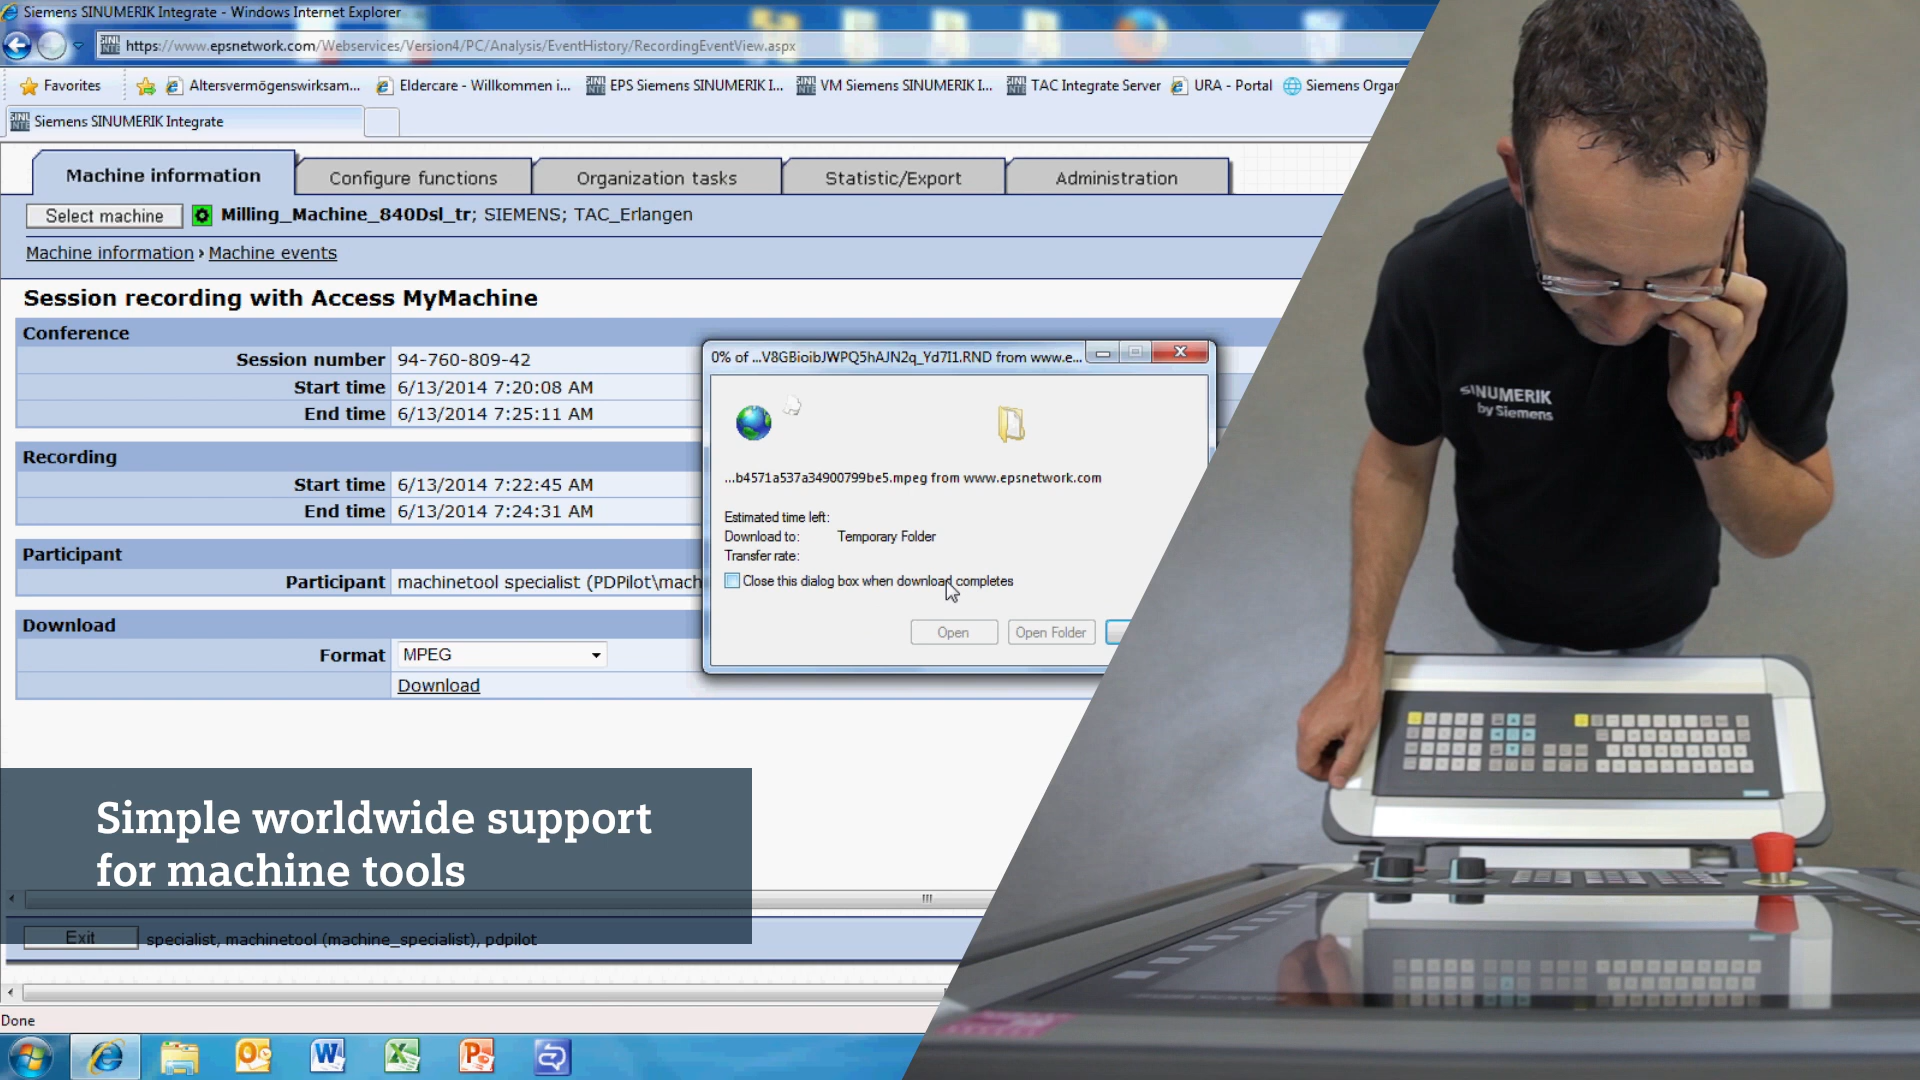 Siemens SINUMERIK Integrate - Windows Internet Explorer
https://www.epsnetwork.com/Webservices/Version4/PC/Analysis/EventHistory/RecordingEventView.aspx
Favorites
Altersvermögenswirksam...
Eldercare - Willkommen i...
EPS Siemens SINUMERIK I...
VM Siemens SINUMERIK I...
TAC Integrate Server
URA - Portal
Siemens Orga
Siemens SINUMERIK Integrate
Machine information
Configure functions
Organization tasks
Statistic/Export
Administration
Select machine
Milling_Machine_840Dsl_tr; SIEMENS; TAC_Erlangen
Machine information › Machine events
Session recording with Access MyMachine
Conference
Session number 94-760-809-42
Start time 6/13/2014 7:20:08 AM
End time 6/13/2014 7:25:11 AM
Recording
Start time 6/13/2014 7:22:45 AM
End time 6/13/2014 7:24:31 AM
Participant
Participant machinetool specialist (PDPilot\mach
Download
Format MPEG
Download
0% of ...V8GBioibJWPQ5hAJN2q_Yd7I1.RND from www.e...
...b4571a537a34900799be5.mpeg from www.epsnetwork.com
Estimated time left:
Download to: Temporary Folder
Transfer rate:
Close this dialog box when download completes
Open
Open Folder
SINUMERIK
by Siemens
Simple worldwide support
for machine tools
Exit
specialist, machinetool (machine_specialist), pdpilot
Done